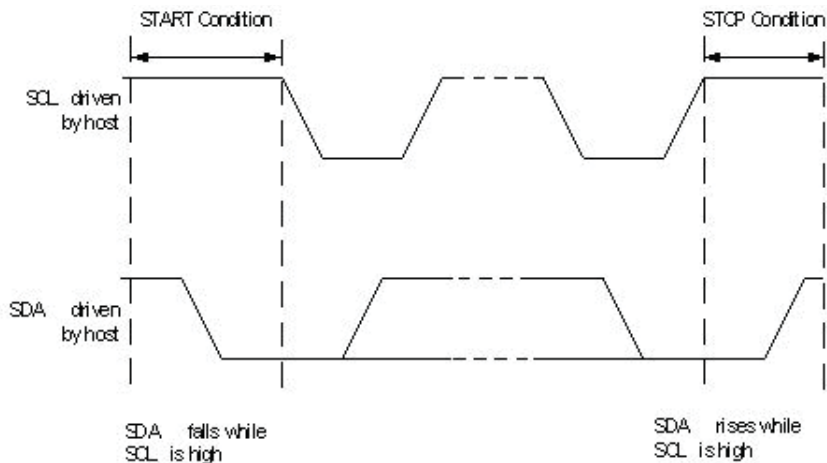 START Condition
STOP Condition
SCL driven
by host
SDA driven
by host
SDA falls while
SCL is high
SDA rises while
SCL is high